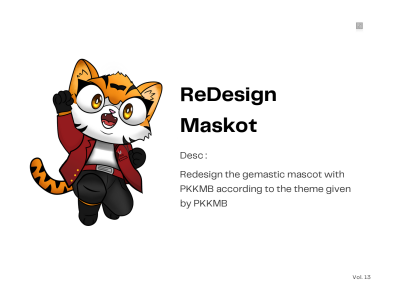 ReDesign
Maskot
Desc :
Redesign the gemastic mascot with
PKKMB according to the theme given
by PKKMB
Vol. 13